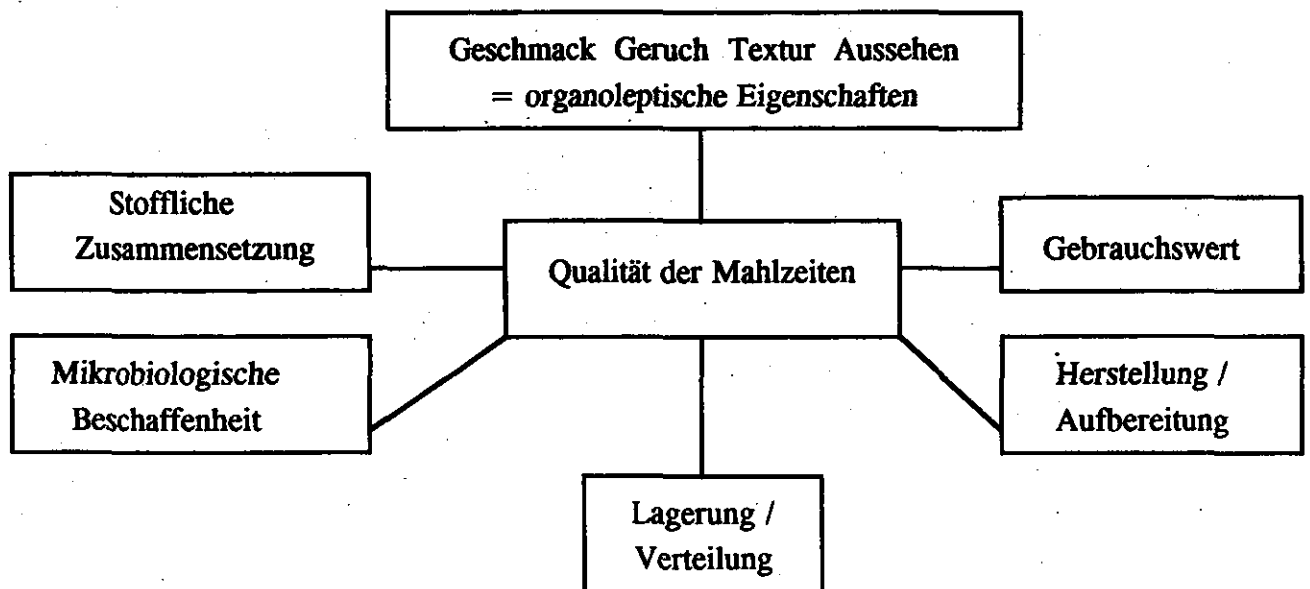 Geschmack Geruch Textur Aussehen
= organoleptische Eigenschaften
Stoffliche
Zusammensetzung
Qualität der Mahlzeiten
Gebrauchswert
Mikrobiologische
Beschaffenheit
Herstellung /
Aufbereitung
Lagerung /
Verteilung